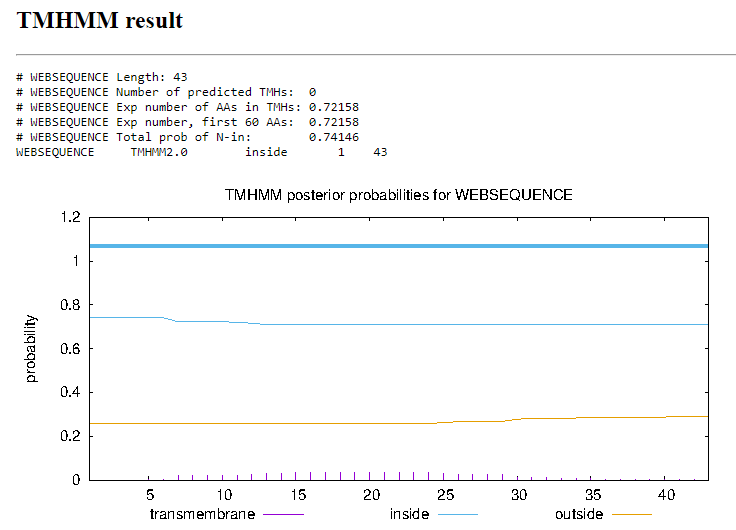 TMHMM result
# WEBSEQUENCE Length: 43
# WEBSEQUENCE Number of predicted TMHs:  0
# WEBSEQUENCE Exp number of AAs in TMHs: 0.72158
# WEBSEQUENCE Exp number, first 60 AAs:  0.72158
# WEBSEQUENCE Total prob of N-in:        0.74146
WEBSEQUENCE     TMHMM2.0        inside       1    43
TMHMM posterior probabilities for WEBSEQUENCE
1.2
1
0.8
0.6
0.4
0.2
0
probability
5 10 15 20 25 30 35 40
transmembrane inside outside